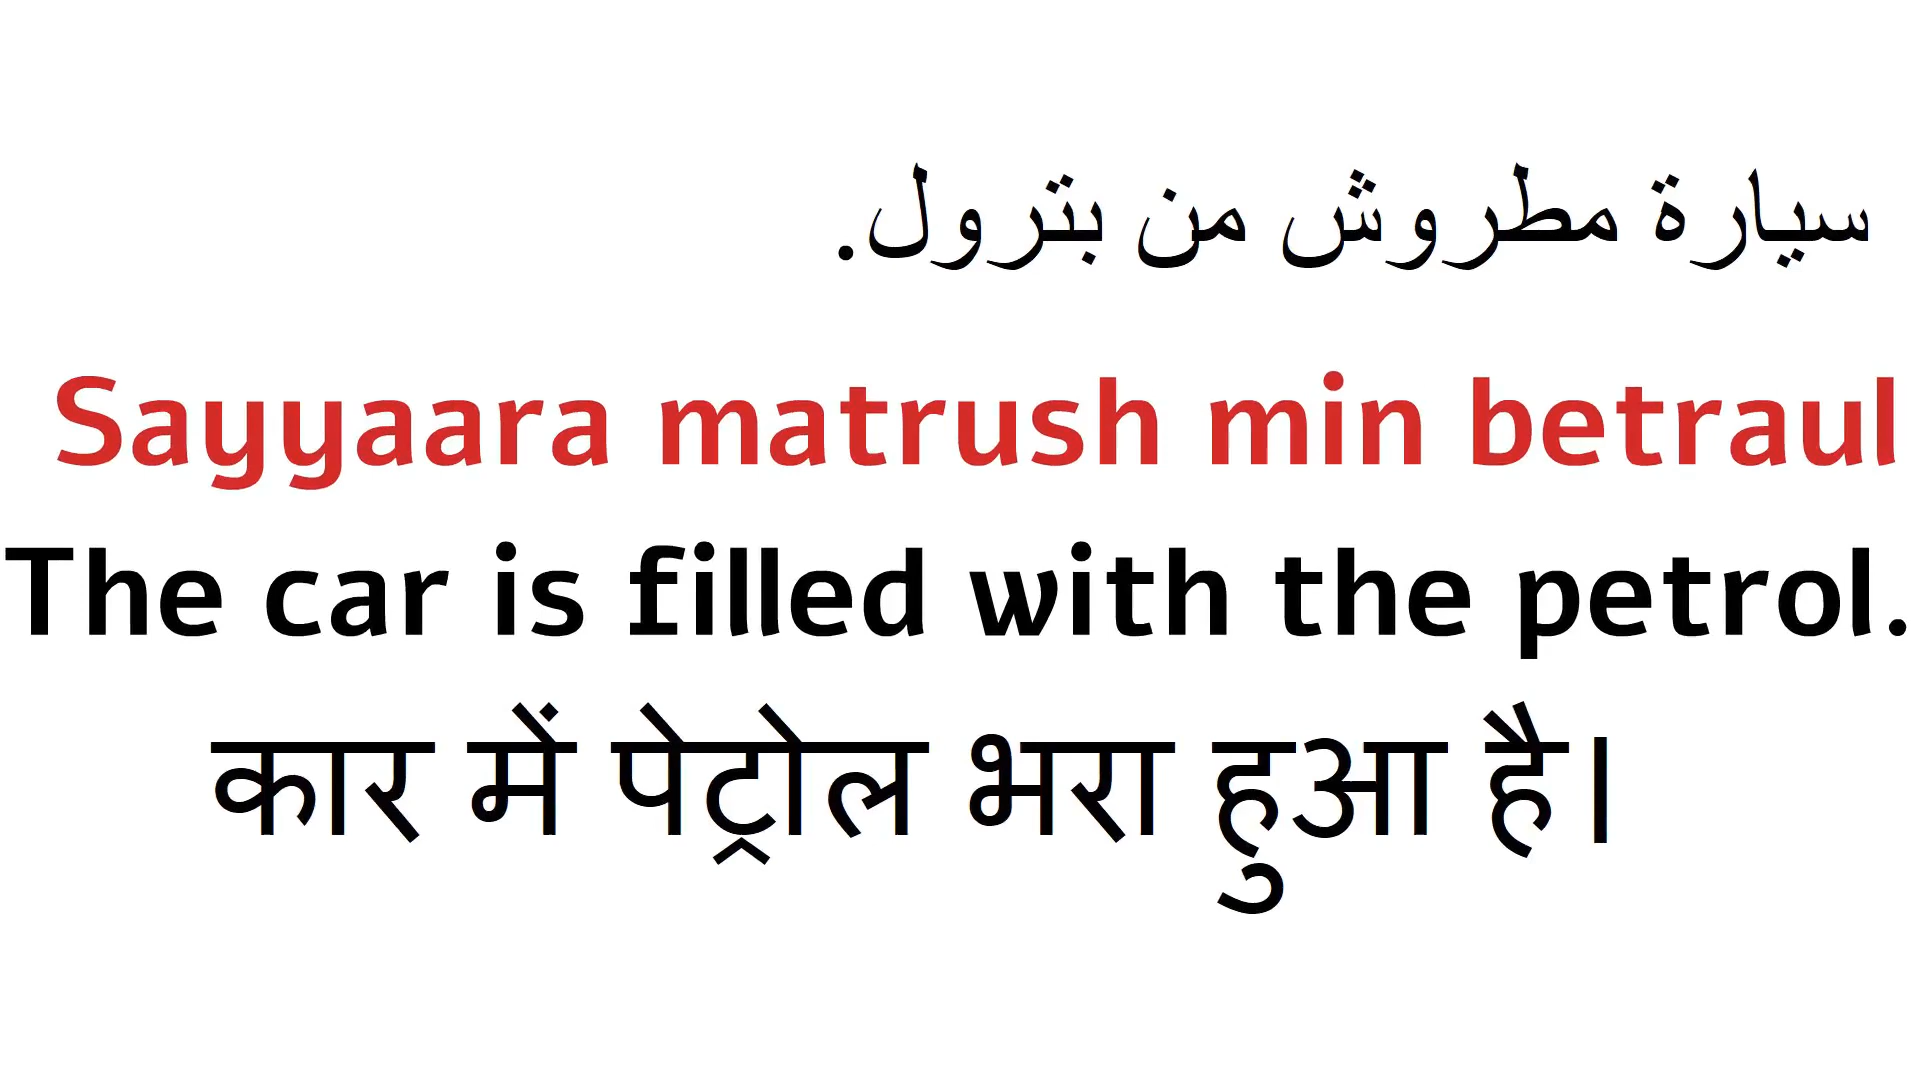 سيارة مطروش من بترول.
Sayyaara matrush min betraul
The car is filled with the petrol.
कार में पेट्रोल भरा हुआ है।